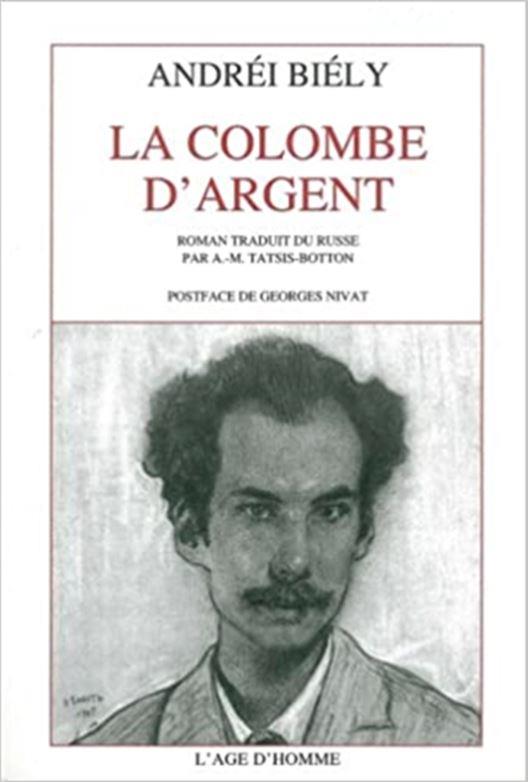 ANDRÉI BIÉLY
LA COLOMBE
D'ARGENT
ROMAN TRADUIT DU RUSSE
PAR A.-M. TATSIS-BOTTON
POSTFACE DE GEORGES NIVAT
L'AGE D'HOMME